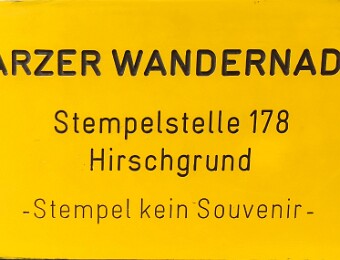 ARZER WANDERNAD
Stempelstelle 178
Hirschgrund
-Stempel kein Souvenir-